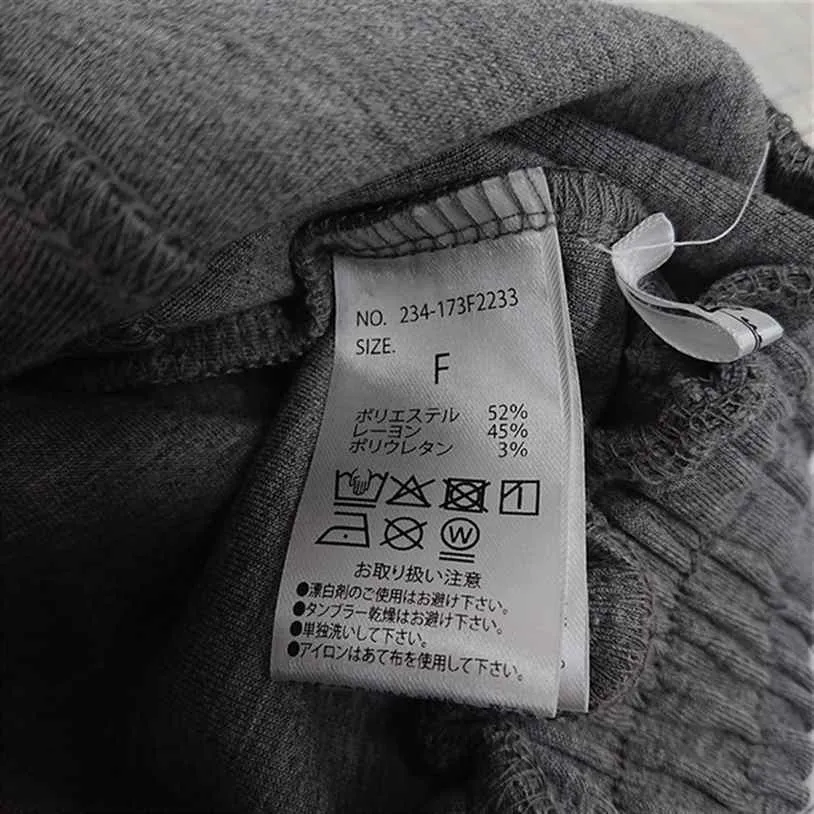 NO. 234-173F2233
SIZE.
F
ポリエステル 52%
レーヨン 45%
ポリウレタン 3%
W
お取り扱い注意
●漂白剤のご使用はお避け下さい。
●タンブラー乾燥はお避け下さい。
●単独洗いして下さい。
●アイロンはあて布を使用して下さい。